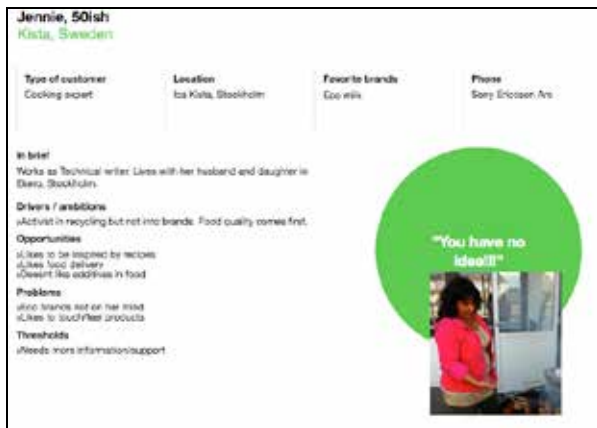 Jennie, 50ish
Kista, Sweden
Type of customer
Cooking expert
Location
Ica Kista, Stockholm
Favorite brands
Eco milk
Phone
Sony Ericsson Arc
In brief
Works as Technical writer. Lives with her husband and daughter in
Ekerö, Stockholm.
Drivers / ambitions
Activist in recycling but not into brands. Food quality comes first.
Opportunities
Likes to be inspired by recipes
Likes food delivery
Doesnt like additives in food
Problems
Eco brands not on her mind
Likes to touch/feel products
Thresholds
Needs more information/support
"You have no
idea!!!"